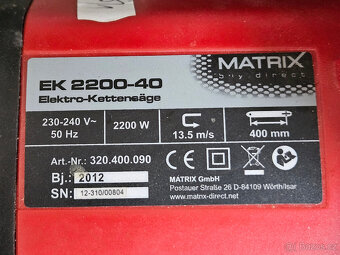 MATRIX
buy direct
EK 2200-40
Elektro-Kettensäge
230-240 V~
50 Hz
2200 W
13.5 m/s
400 mm
Art.-Nr.: 320.400.090
Bj.: 2012
SN: 12-310/00804
MATRIX GmbH
Postauer Straße 26 D-84109 Wörth/Isar
www.matrix-direct.net